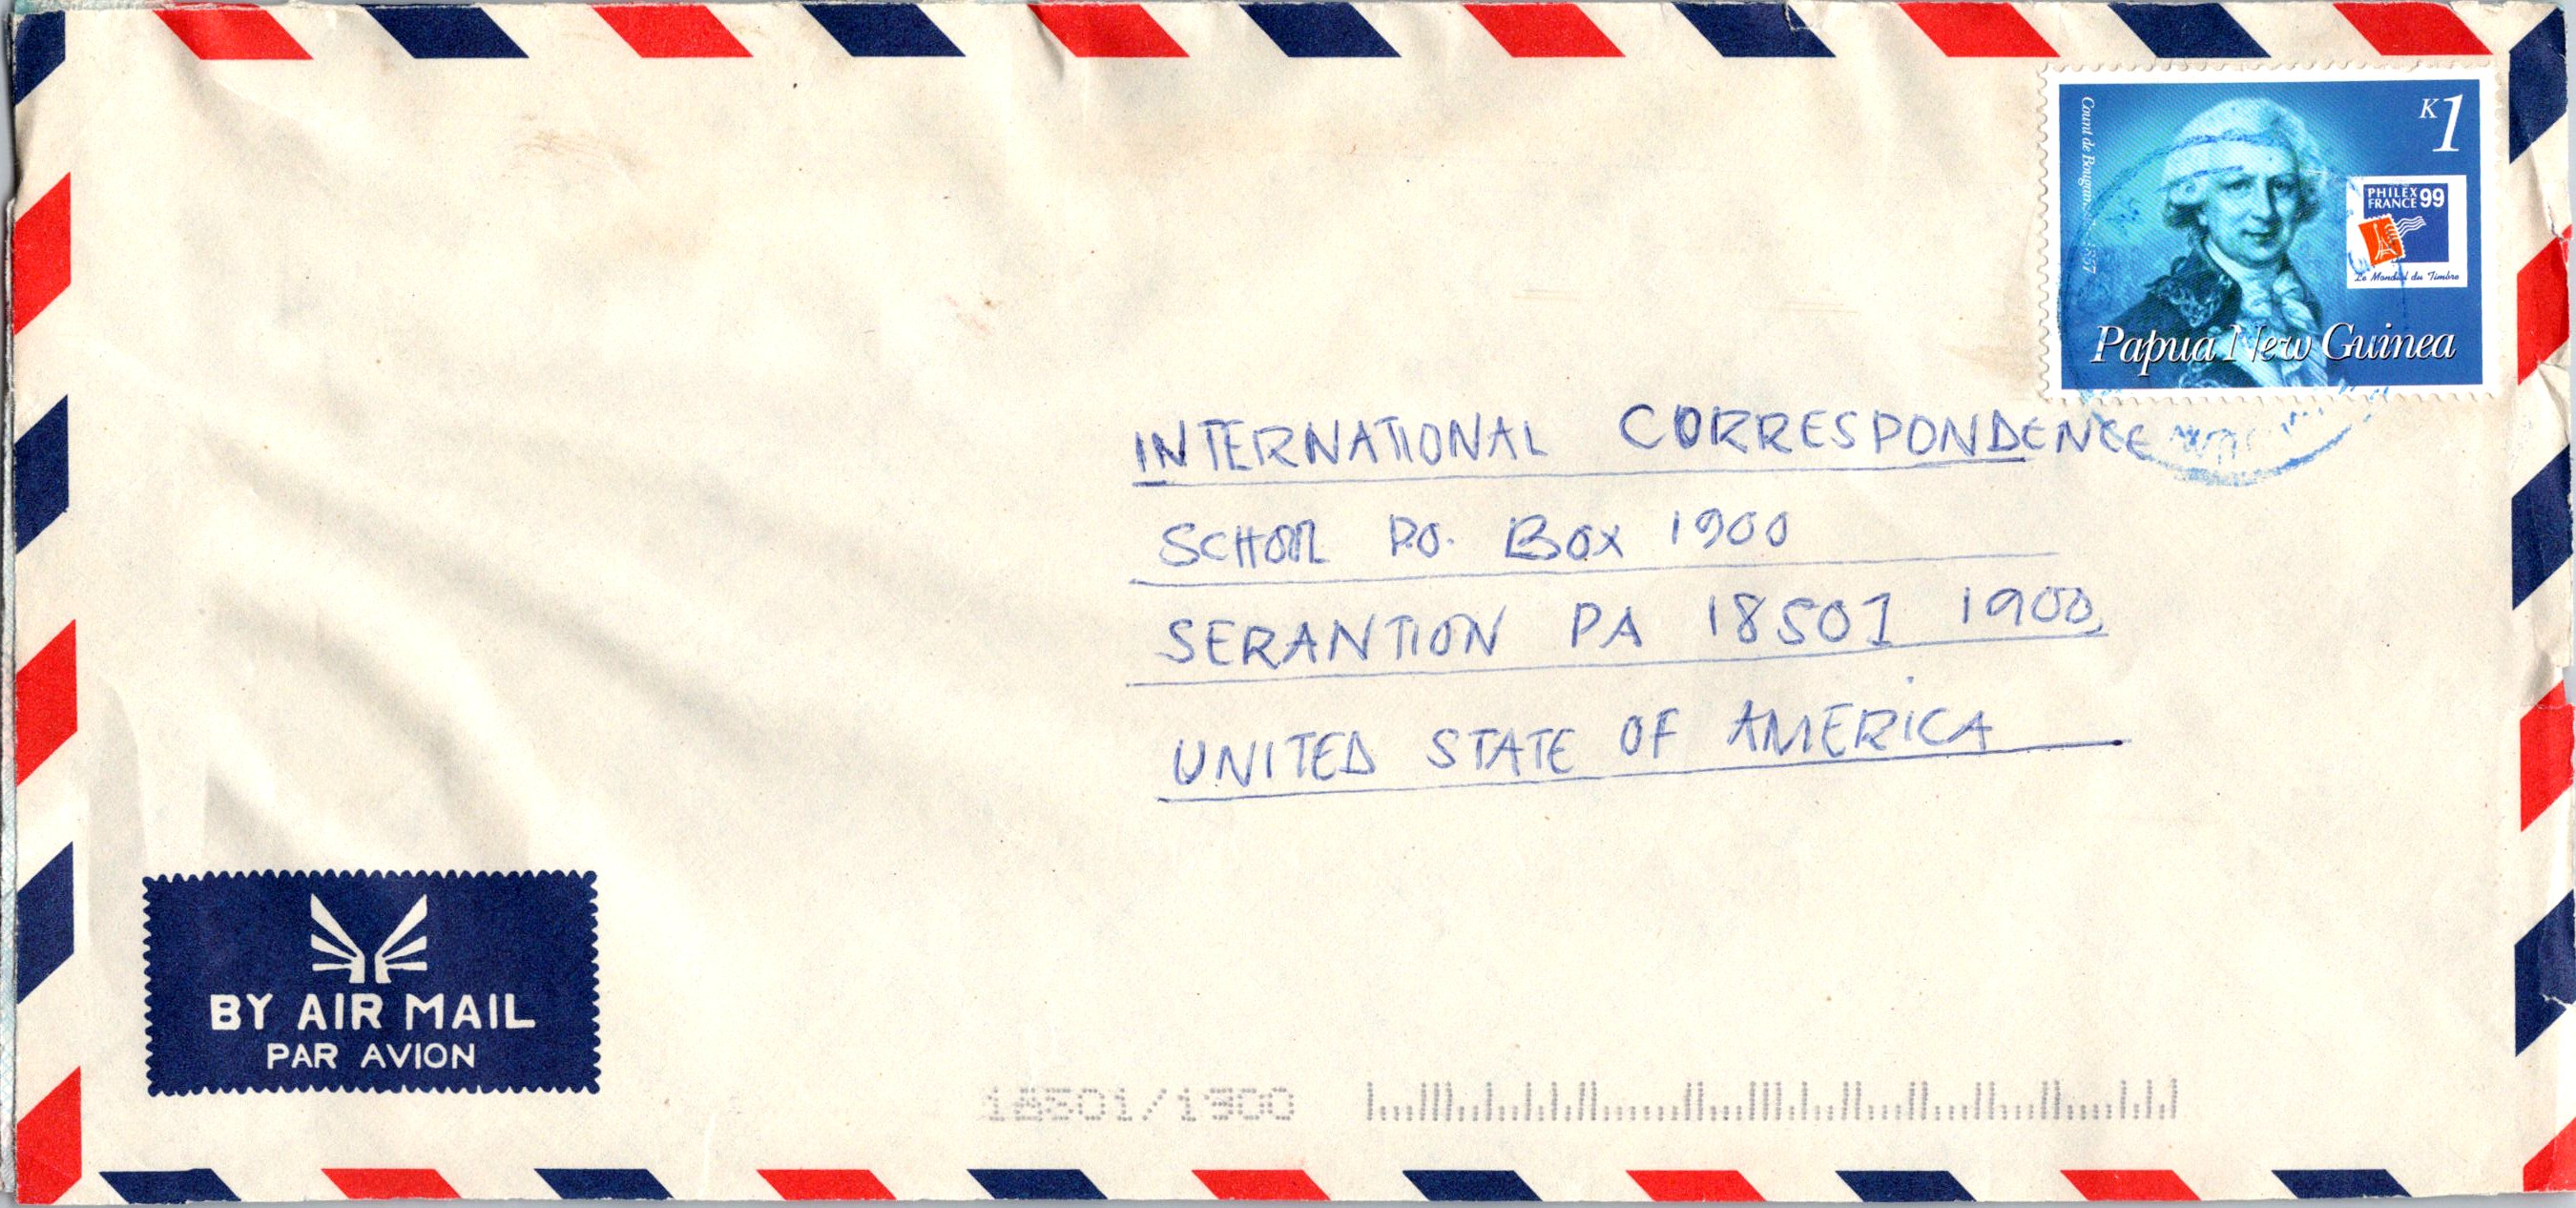 K1
PHILEX
FRANCE 99
Le Mondial du Timbre
Count de
Papua New Guinea
INTERNATIONAL CORRESPONDENCE
SCHOOL P.O. BOX 1900
SERANTION PA 18501 1900
UNITED STATE OF AMERICA
BY AIR MAIL
PAR AVION
18501/1900